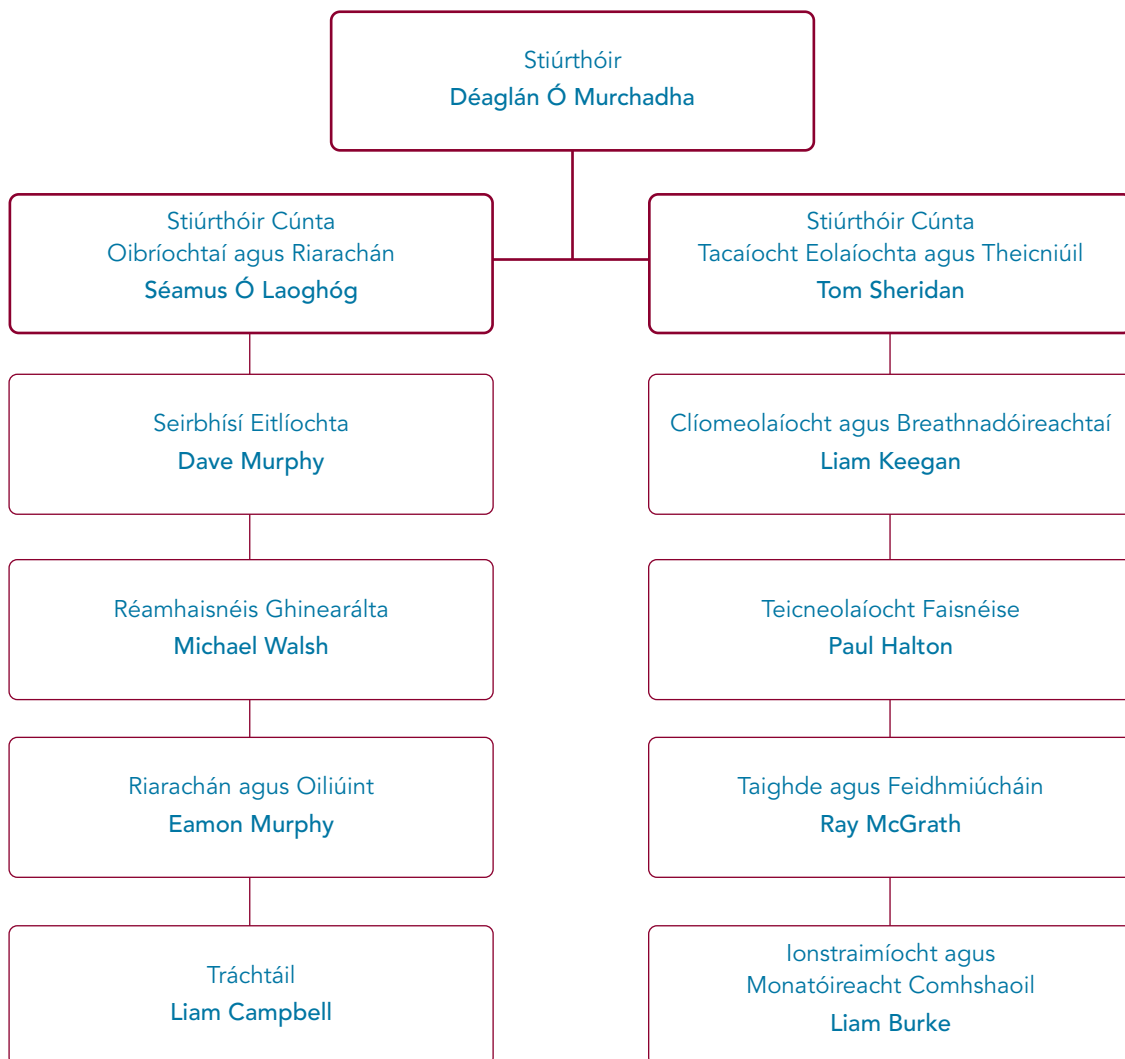 Stiúrthóir
Déaglán Ó Murchadha
Stiúrthóir Cúnta
Oibríochtaí agus Riarachán
Séamus Ó Laoghóg
Stiúrthóir Cúnta
Tacaíocht Eolaíochta agus Theicniúil
Tom Sheridan
Seirbhísí Eitlíochta
Dave Murphy
Clíomeolaíocht agus Breathnadóireachtaí
Liam Keegan
Réamhaisnéis Ghinearálta
Michael Walsh
Teicneolaíocht Faisnéise
Paul Halton
Riarachán agus Oiliúint
Eamon Murphy
Taighde agus Feidhmiúcháin
Ray McGrath
Tráchtáil
Liam Campbell
Ionstraimíocht agus
Monatóireacht Comhshaoil
Liam Burke